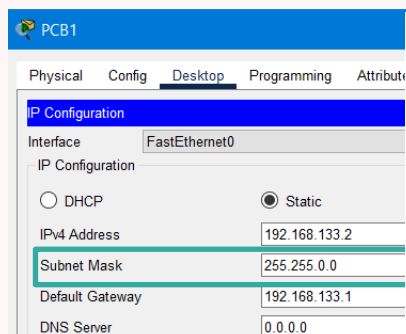 PCB1
Physical Config Desktop Programming Attribute
IP Configuration
Interface FastEthernet0
IP Configuration
DHCP Static
IPv4 Address 192.168.133.2
Subnet Mask 255.255.0.0
Default Gateway 192.168.133.1
DNS Server 0.0.0.0